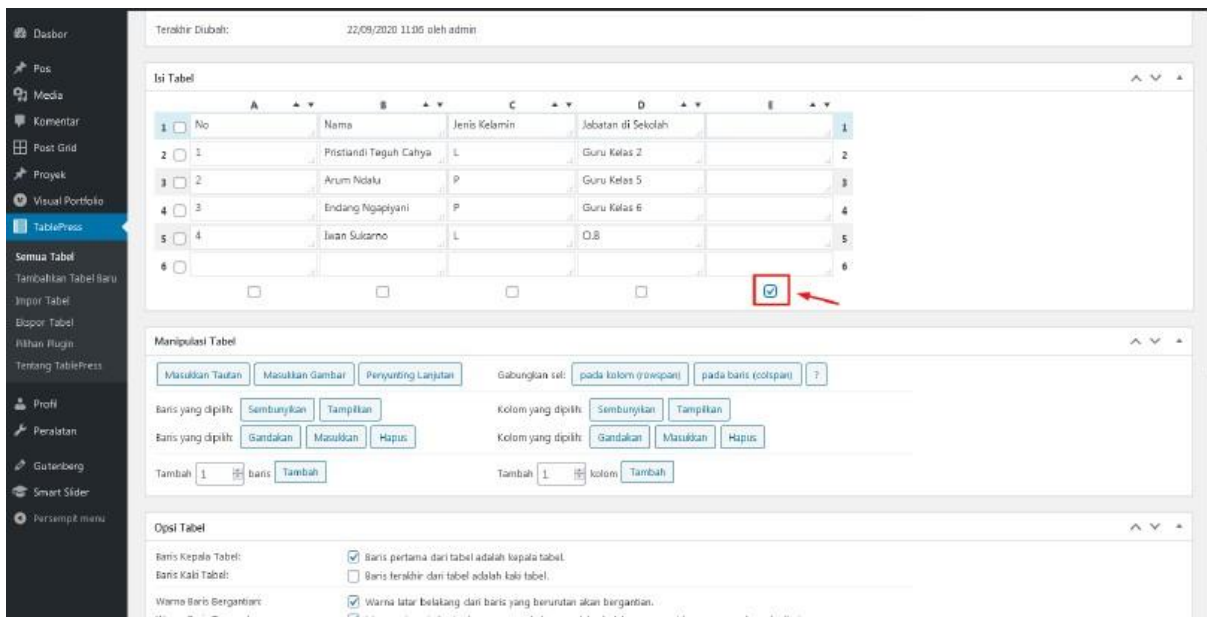 Dasbor
Pos
Media
Komentar
Post Grid
Proyek
Visual Portfolio
TablePress
Semua Tabel
Tambahkan Tabel Baru
Impor Tabel
Ekspor Tabel
Pilihan Plugin
Tentang TablePress
Profil
Peralatan
Gutenberg
Smart Slider
Persempit menu
Terakhir Diubah: 22/09/2020 11:06 oleh admin
Isi Tabel
A B C D E
1 No Nama Jenis Kelamin Jabatan di Sekolah 1
2 1 Pristiandi Teguh Cahya L Guru Kelas 2 2
3 2 Arum Ndalu P Guru Kelas 5 3
4 3 Endang Ngapiyani P Guru Kelas 6 4
5 4 Iwan Sukarno L O.B 5
6 6
Manipulasi Tabel
Masukkan Tautan Masukkan Gambar Penyunting Lanjutan Gabungkan sel: pada kolom (rowspan) pada baris (colspan) ?
Baris yang dipilih: Sembunyikan Tampilkan Kolom yang dipilih: Sembunyikan Tampilkan
Baris yang dipilih: Gandakan Masukkan Hapus Kolom yang dipilih: Gandakan Masukkan Hapus
Tambah 1 baris Tambah Tambah 1 kolom Tambah
Opsi Tabel
Baris Kepala Tabel: Baris pertama dari tabel adalah kepala tabel.
Baris Kaki Tabel: Baris terakhir dari tabel adalah kaki tabel.
Warna Baris Bergantian: Warna latar belakang dari baris yang berurutan akan bergantian.